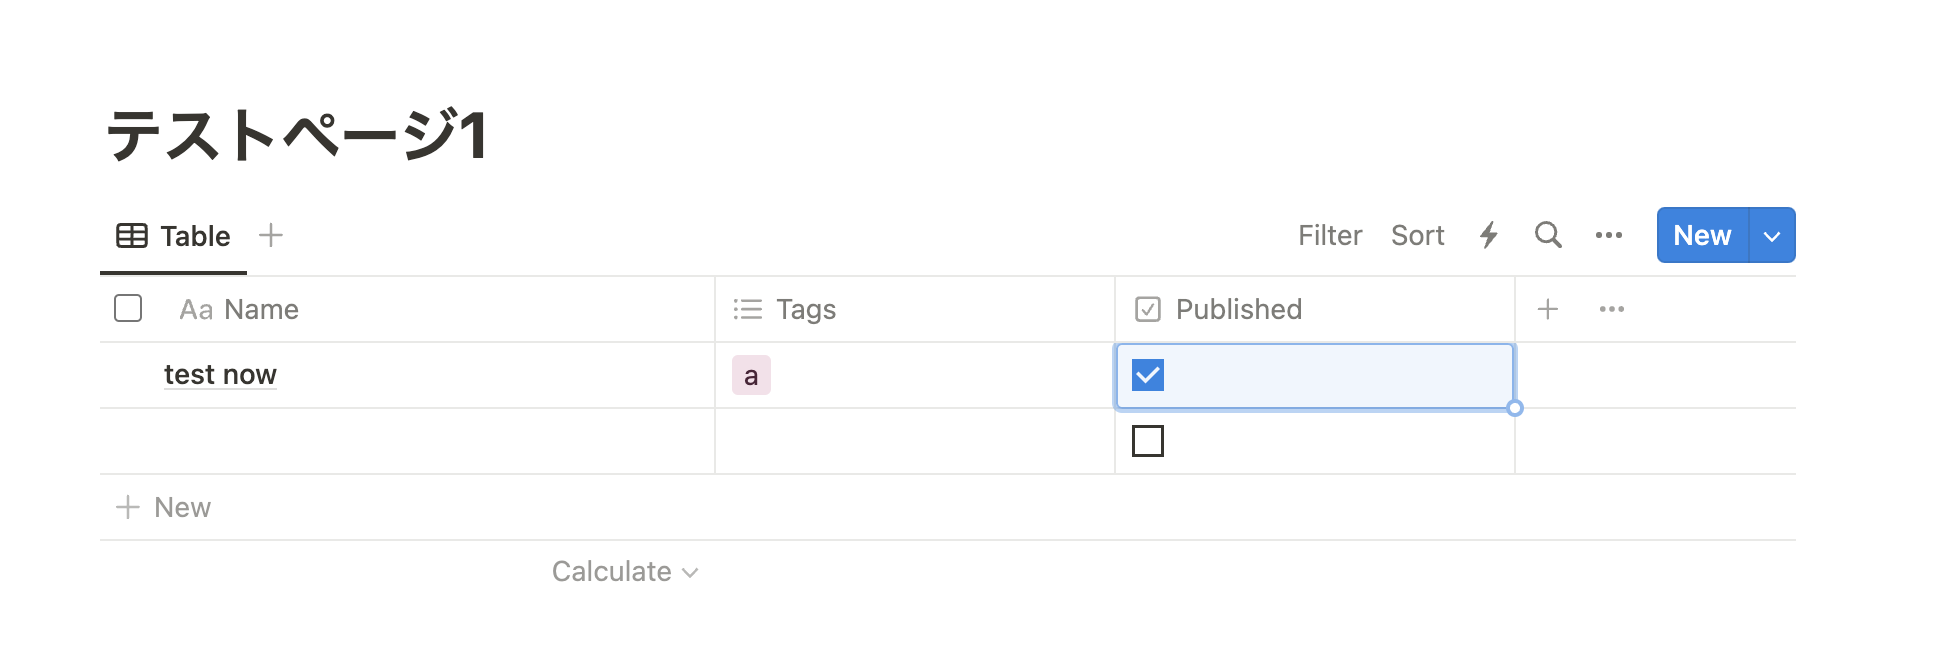 テストページ1
Table
Filter Sort New
Aa Name Tags Published
test now a
New
Calculate